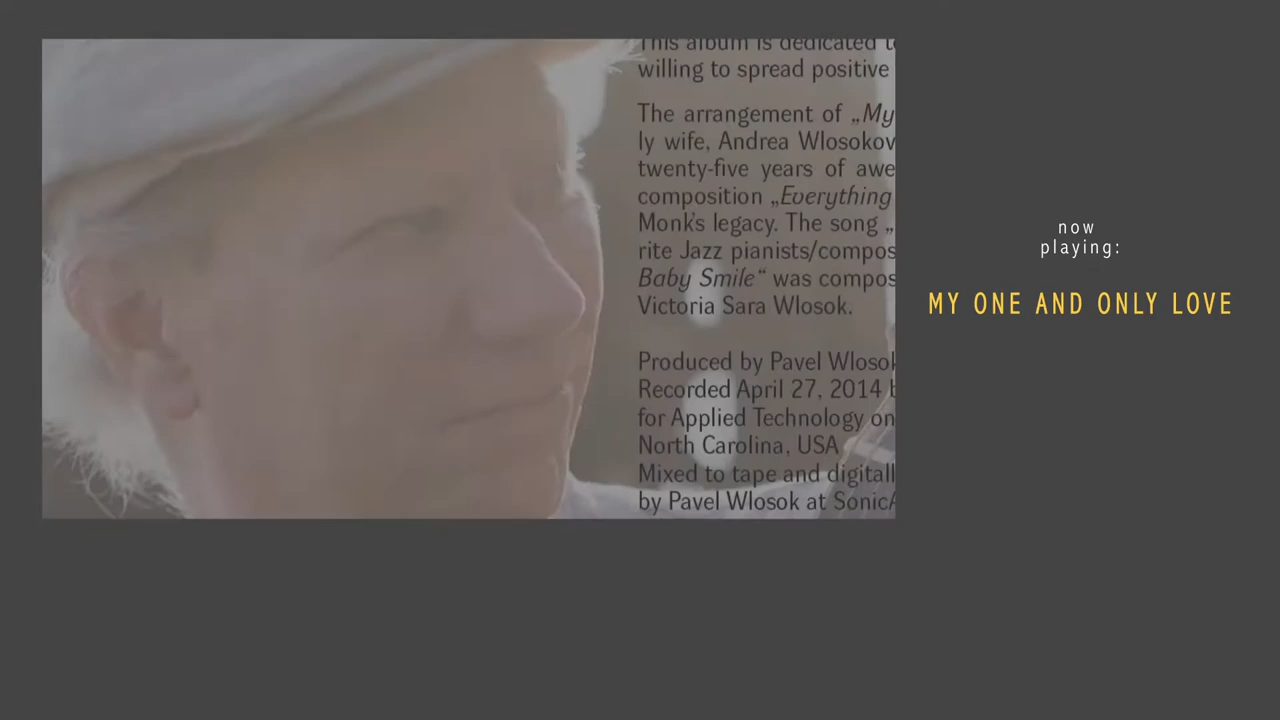 This album is dedicated t
willing to spread positive
The arrangement of „My
ly wife, Andrea Wlosokov
twenty-five years of awe
composition „Everything
Monk's legacy. The song „
rite Jazz pianists/compos
Baby Smile“ was compos
Victoria Sara Wlosok.
Produced by Pavel Wlosok
Recorded April 27, 2014 b
for Applied Technology on
North Carolina, USA
Mixed to tape and digitall
by Pavel Wlosok at SonicA
now
playing:
MY ONE AND ONLY LOVE